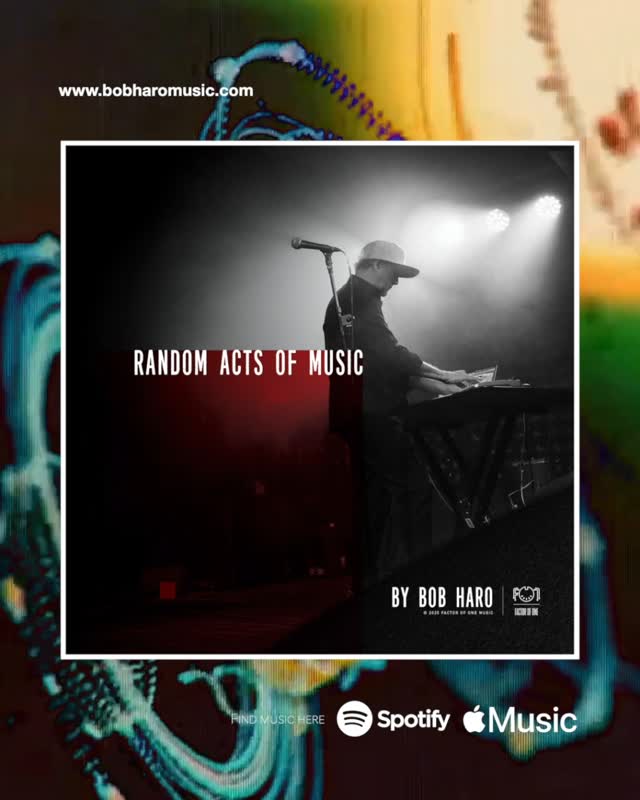 www.bobharomusic.com
RANDOM ACTS OF MUSIC
BY BOB HARO
© 2025 FACTOR OF ONE MUSIC
FACTOR OF ONE
FIND MUSIC HERE
Spotify
Music